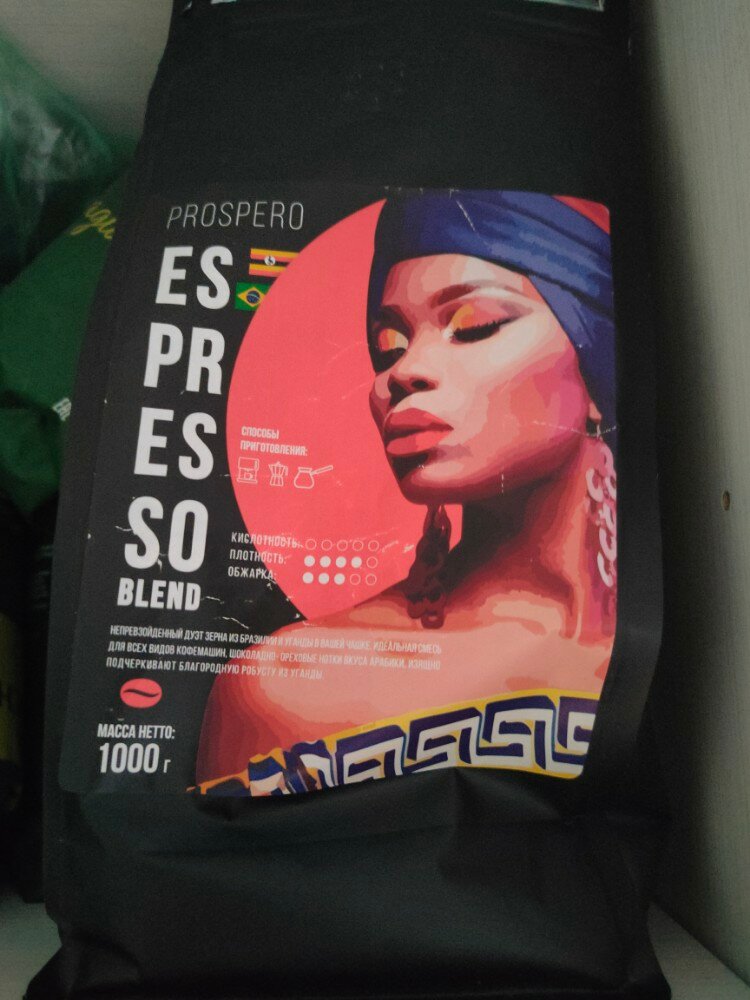 PROSPERO
ES
PR
ES
SO
BLEND
СПОСОБЫ
ПРИГОТОВЛЕНИЯ:
КИСЛОТНОСТЬ:
ПЛОТНОСТЬ:
ОБЖАРКА:
НЕПРЕВЗОЙДЕННЫЙ ДУЭТ ЗЕРНА ИЗ БРАЗИЛИИ И УГАНДЫ В ВАШЕЙ ЧАШКЕ. ИДЕАЛЬНАЯ СМЕСЬ
ДЛЯ ВСЕХ ВИДОВ КОФЕМАШИН. ШОКОЛАДНО- ОРЕХОВЫЕ НОТКИ ВКУСА АРАБИКИ, ИЗЯЩНО
ПОДЧЕРКИВАЮТ БЛАГОРОДНУЮ РОБУСТУ ИЗ УГАНДЫ.
МАССА НЕТТО:
1000 г